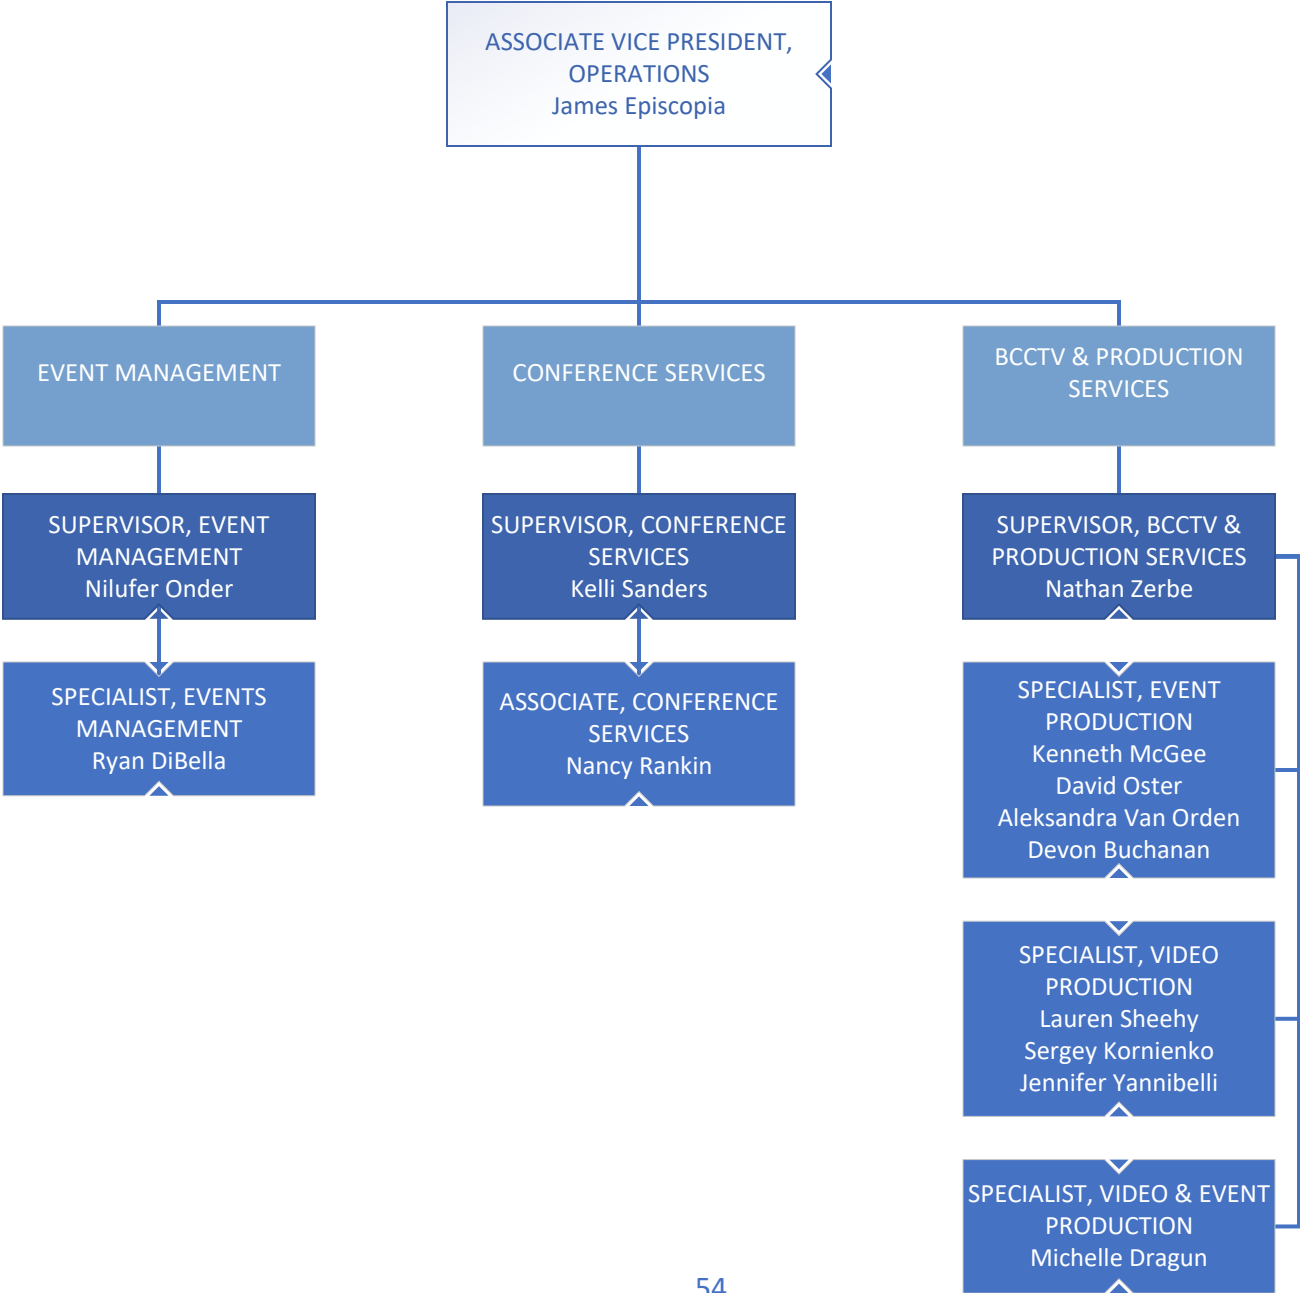 ASSOCIATE VICE PRESIDENT,
OPERATIONS
James Episcopia
EVENT MANAGEMENT
CONFERENCE SERVICES
BCCTV & PRODUCTION
SERVICES
SUPERVISOR, EVENT
MANAGEMENT
Nilufer Onder
SUPERVISOR, CONFERENCE
SERVICES
Kelli Sanders
SUPERVISOR, BCCTV &
PRODUCTION SERVICES
Nathan Zerbe
SPECIALIST, EVENTS
MANAGEMENT
Ryan DiBella
ASSOCIATE, CONFERENCE
SERVICES
Nancy Rankin
SPECIALIST, EVENT
PRODUCTION
Kenneth McGee
David Oster
Aleksandra Van Orden
Devon Buchanan
SPECIALIST, VIDEO
PRODUCTION
Lauren Sheehy
Sergey Kornienko
Jennifer Yannibelli
SPECIALIST, VIDEO & EVENT
PRODUCTION
Michelle Dragun
54